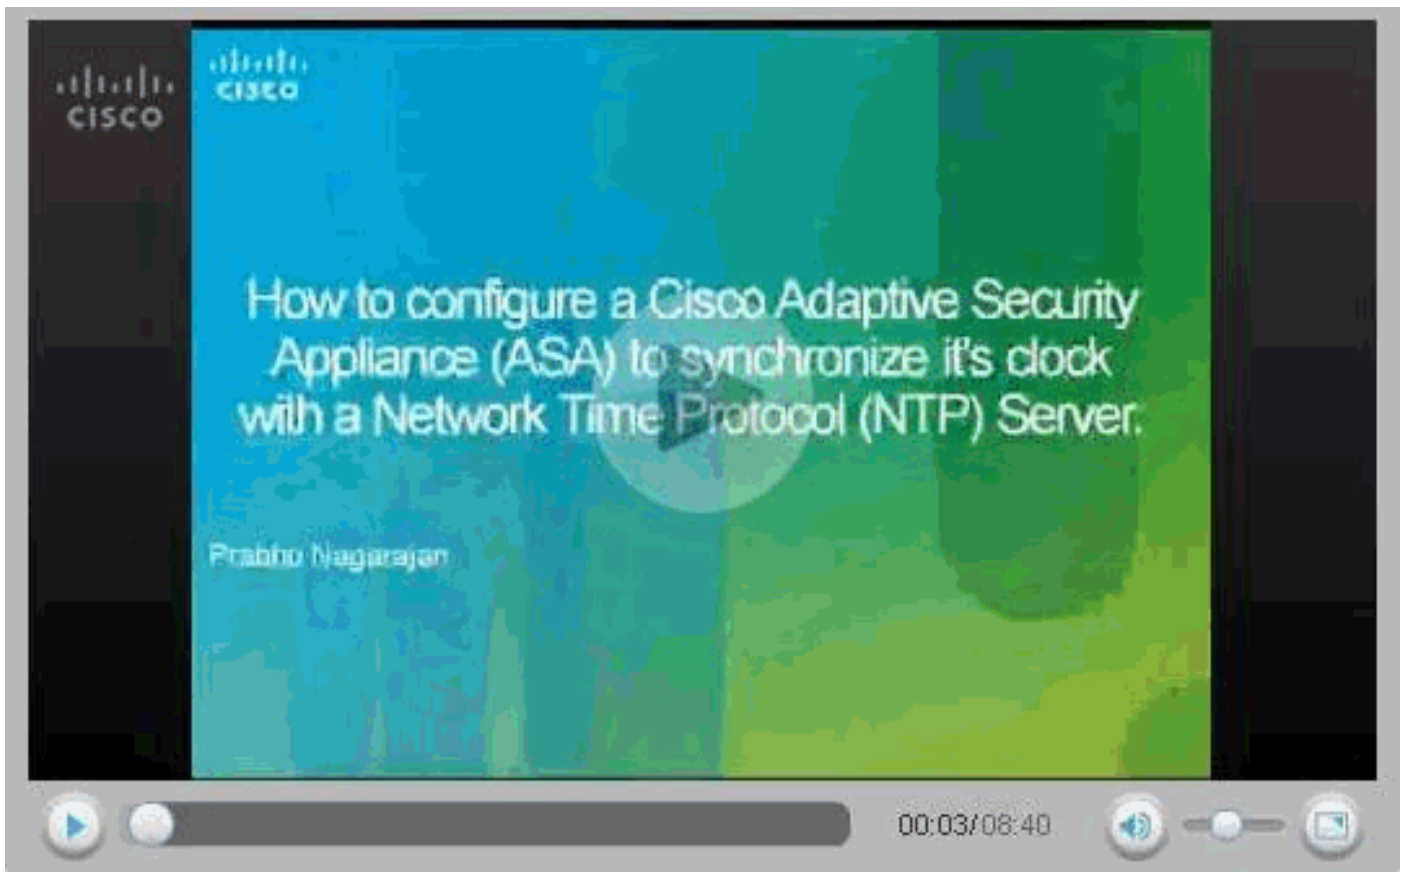 CISCO
CISCO
How to configure a Cisco Adaptive Security
Appliance (ASA) to synchronize it's clock
with a Network Time Protocol (NTP) Server.
Prabhu Nagarajan
00:03/08:40